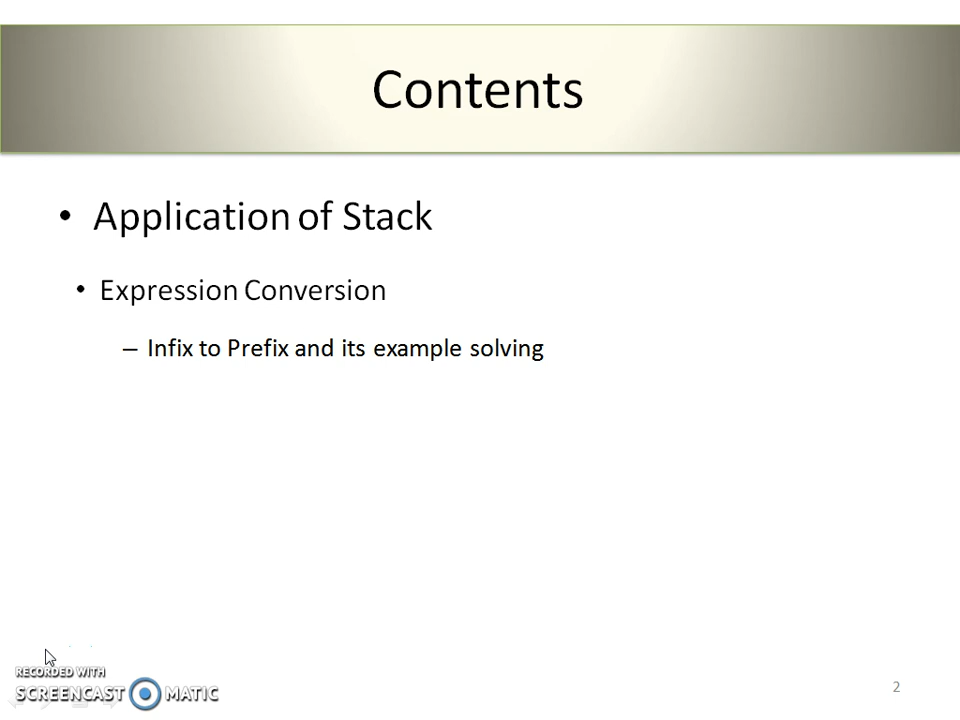 Contents
• Application of Stack
• Expression Conversion
– Infix to Prefix and its example solving
RECORDED WITH
SCREENCAST MATIC
2